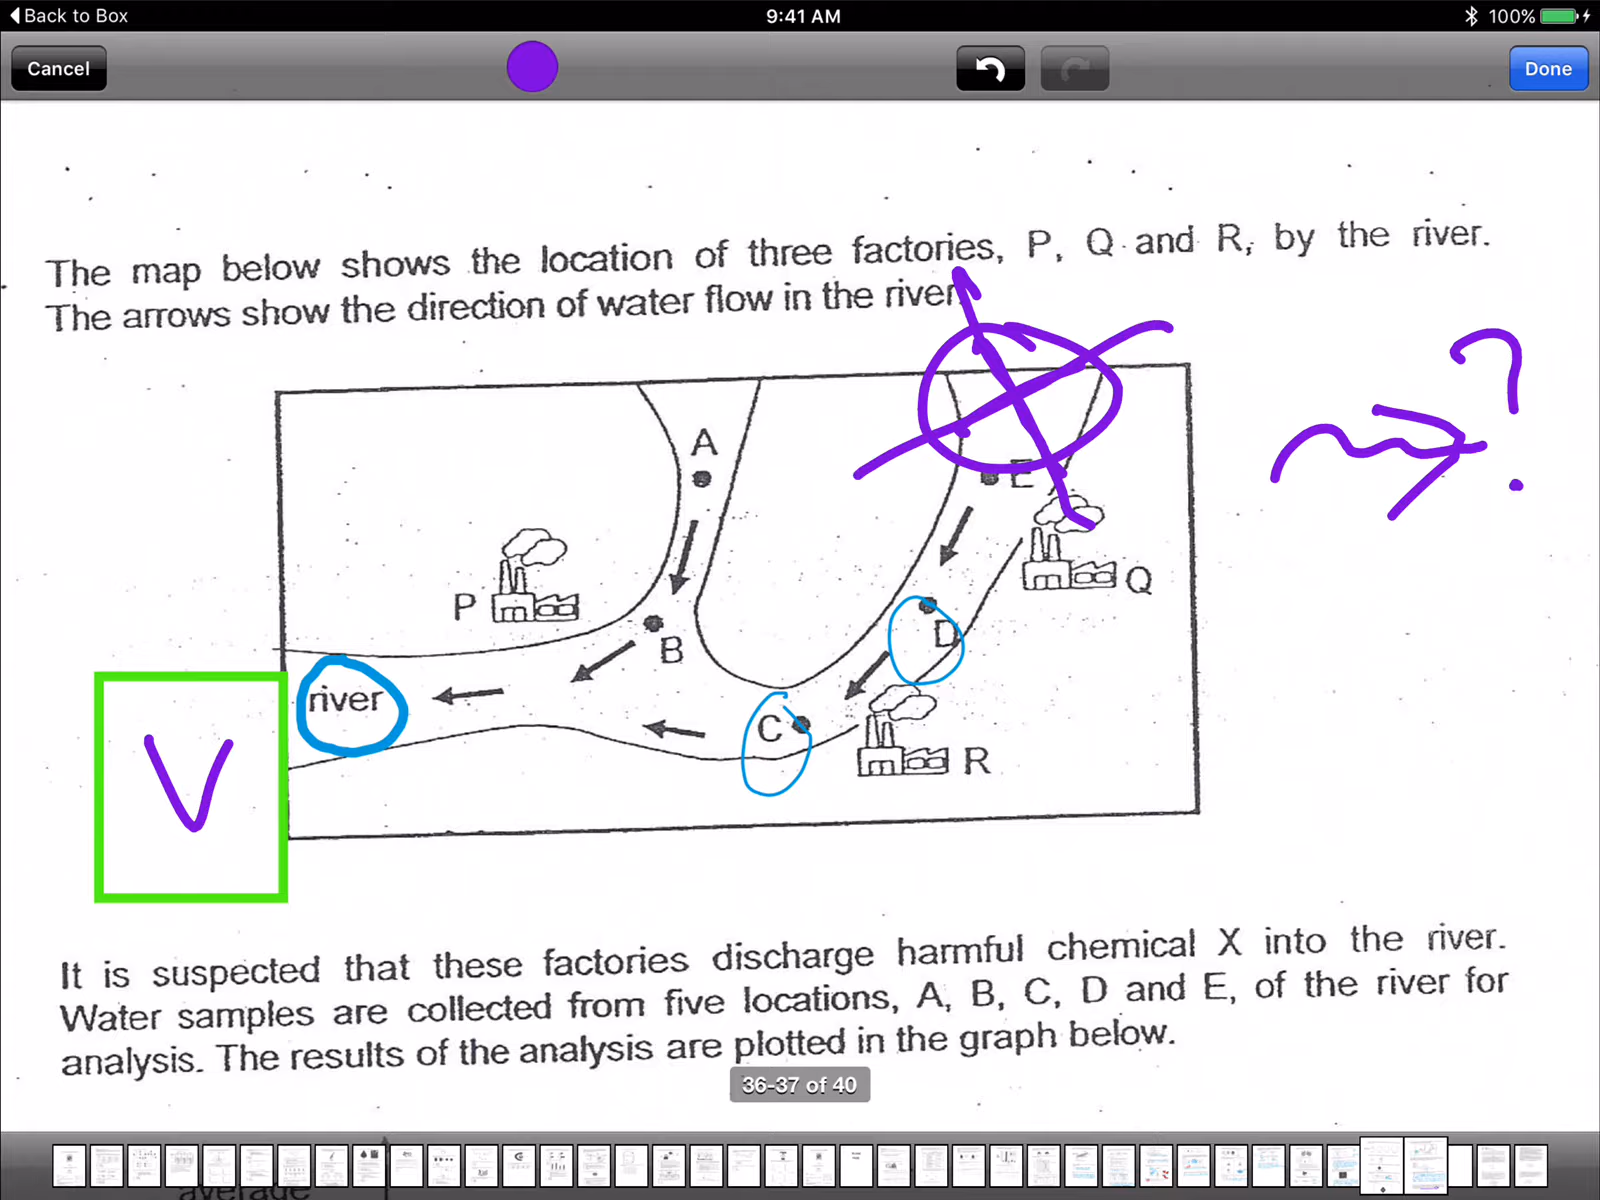 Back to Box
9:41 AM
100%
Cancel
Done
The map below shows the location of three factories, P, Q and R, by the river.
The arrows show the direction of water flow in the river
?
A
E
P
Q
B
D
river
C
R
V
It is suspected that these factories discharge harmful chemical X into the river.
Water samples are collected from five locations, A, B, C, D and E, of the river for
analysis. The results of the analysis are plotted in the graph below.
36-37 of 40
average